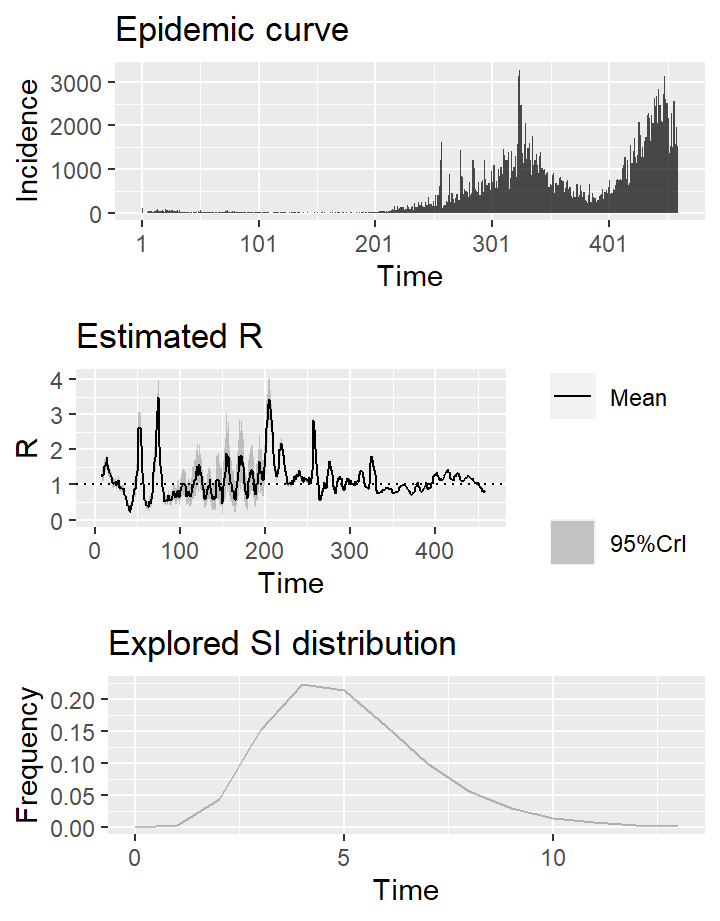 Epidemic curve
3000
2000
1000
0
Incidence
1 101 201 301 401
Time
Estimated R
4
3
2
1
0
R
0 100 200 300 400
Time
Mean
95%CrI
Explored SI distribution
0.20
0.15
0.10
0.05
0.00
Frequency
0 5 10
Time